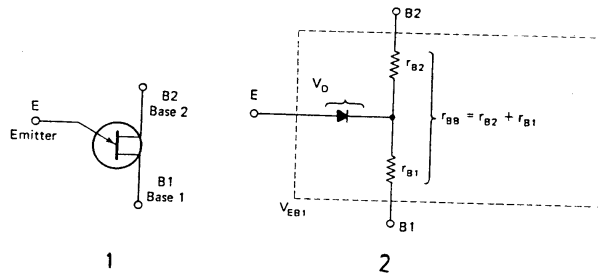 E
Emitter
B2
Base 2
B1
Base 1
1
B2
rB2
VD
E
rBB = rB2 + rB1
rB1
VEB1
B1
2